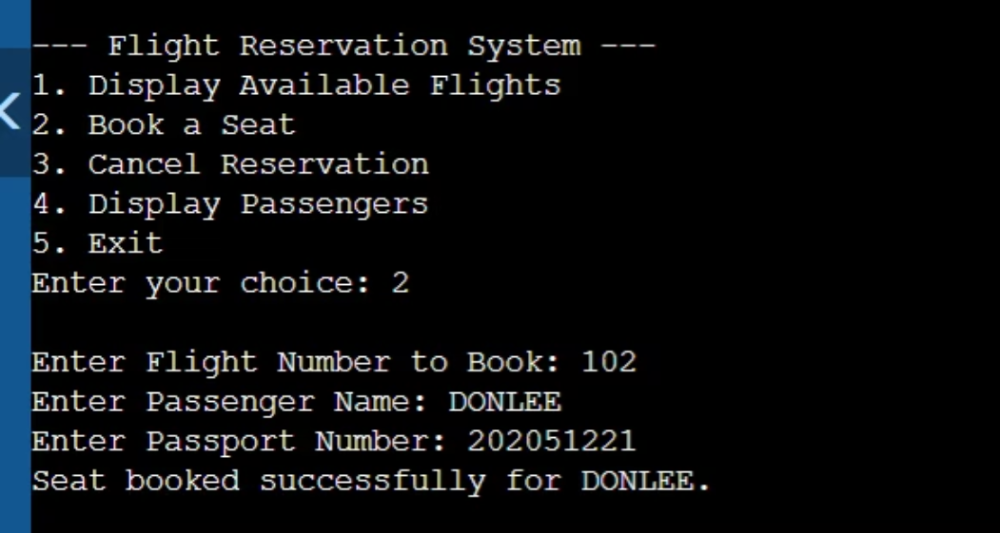 --- Flight Reservation System ---
1. Display Available Flights
2. Book a Seat
3. Cancel Reservation
4. Display Passengers
5. Exit
Enter your choice: 2
Enter Flight Number to Book: 102
Enter Passenger Name: DONLEE
Enter Passport Number: 202051221
Seat booked successfully for DONLEE.